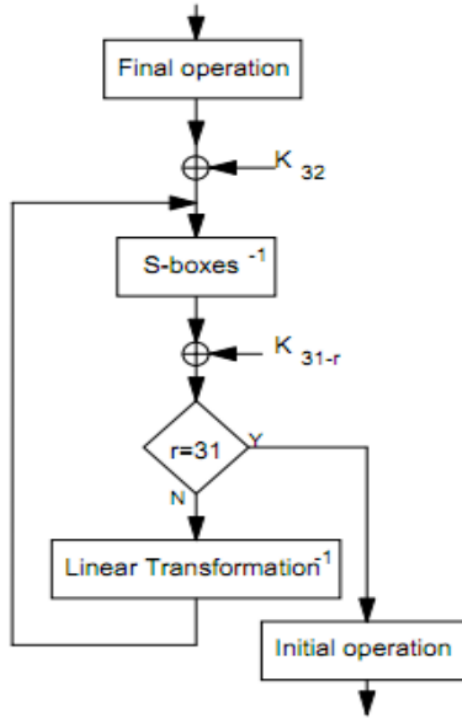 Final operation
K 32
S-boxes -1
K 31-r
r=31
Y
N
Linear Transformation -1
Initial operation